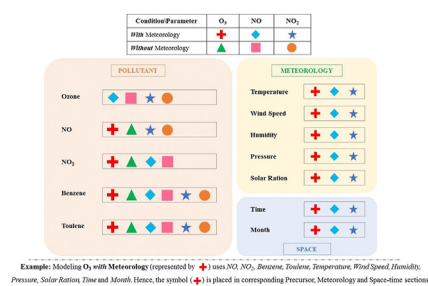 Condition\Parameter O₃ NO NO₂
With Meteorology
Without Meteorology
POLLUTANT
Ozone
NO
NO₂
Benzene
Toulene
METEOROLOGY
Temperature
Wind Speed
Humidity
Pressure
Solar Ration
Time
Month
SPACE
Example: Modeling O₃ with Meteorology (represented by ) uses NO, NO₂, Benzene, Toulene, Temperature, Wind Speed, Humidity,
Pressure, Solar Ration, Time and Month. Hence, the symbol ( ) is placed in corresponding Precursor, Meteorology and Space-time sections